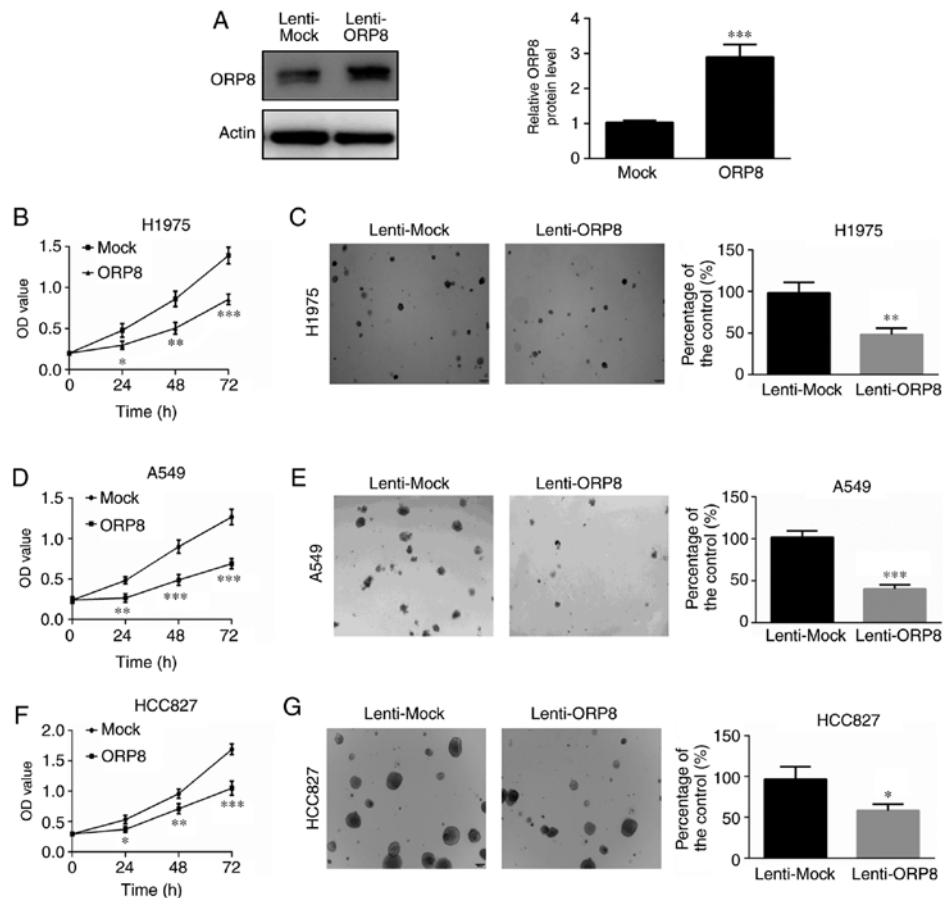 A
Lenti-
Mock
Lenti-
ORP8
ORP8
Actin
Relative ORP8
protein level
4
3
2
1
0
***
Mock
ORP8
B
H1975
Mock
ORP8
OD value
1.5
1.0
0.5
0.0
*
**
***
0
24
48
72
Time (h)
C
Lenti-Mock
Lenti-ORP8
H1975
H1975
Percentage of
the control (%)
150
100
50
0
**
Lenti-Mock
Lenti-ORP8
D
A549
Mock
ORP8
OD value
1.5
1.0
0.5
0.0
**
***
***
0
24
48
72
Time (h)
E
Lenti-Mock
Lenti-ORP8
A549
A549
Percentage of
the control (%)
150
100
50
0
***
Lenti-Mock
Lenti-ORP8
F
HCC827
Mock
ORP8
OD value
2.0
1.5
1.0
0.5
0.0
*
**
***
0
24
48
72
Time (h)
G
Lenti-Mock
Lenti-ORP8
HCC827
HCC827
Percentage of
the control (%)
150
100
50
0
*
Lenti-Mock
Lenti-ORP8